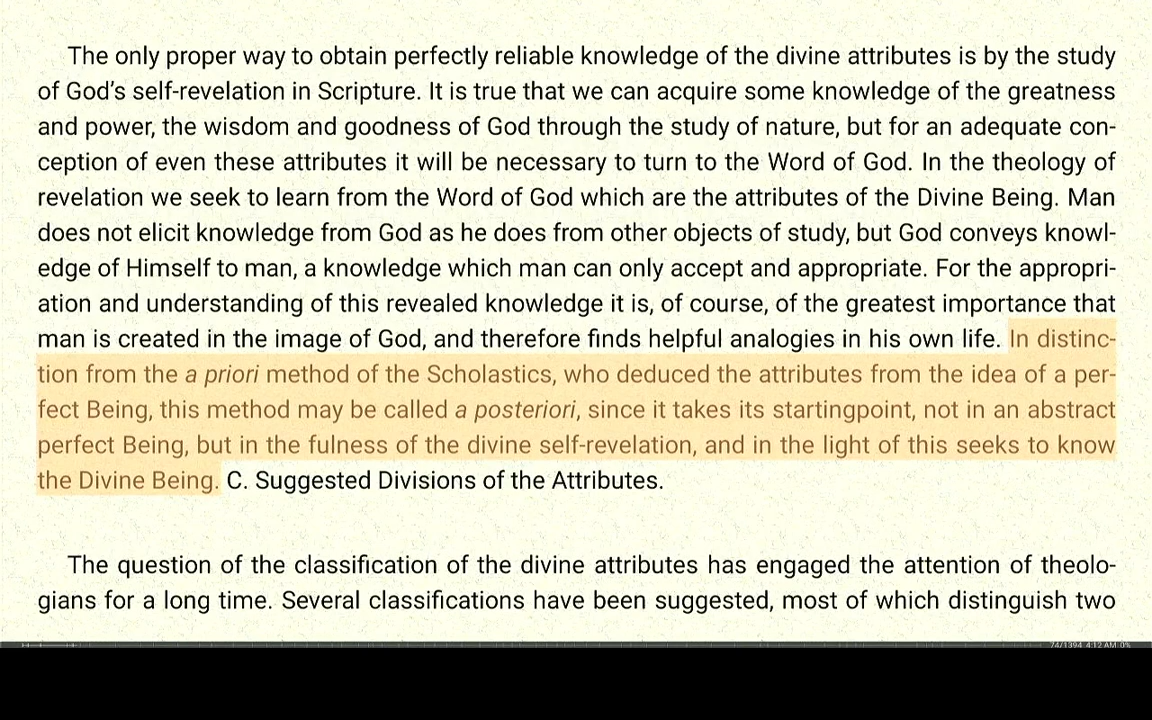 The only proper way to obtain perfectly reliable knowledge of the divine attributes is by the study
of God’s self-revelation in Scripture. It is true that we can acquire some knowledge of the greatness
and power, the wisdom and goodness of God through the study of nature, but for an adequate con-
ception of even these attributes it will be necessary to turn to the Word of God. In the theology of
revelation we seek to learn from the Word of God which are the attributes of the Divine Being. Man
does not elicit knowledge from God as he does from other objects of study, but God conveys knowl-
edge of Himself to man, a knowledge which man can only accept and appropriate. For the appropri-
ation and understanding of this revealed knowledge it is, of course, of the greatest importance that
man is created in the image of God, and therefore finds helpful analogies in his own life. In distinc-
tion from the a priori method of the Scholastics, who deduced the attributes from the idea of a per-
fect Being, this method may be called a posteriori, since it takes its startingpoint, not in an abstract
perfect Being, but in the fulness of the divine self-revelation, and in the light of this seeks to know
the Divine Being. C. Suggested Divisions of the Attributes.
The question of the classification of the divine attributes has engaged the attention of theolo-
gians for a long time. Several classifications have been suggested, most of which distinguish two
74/1394 4:12 AM 0%